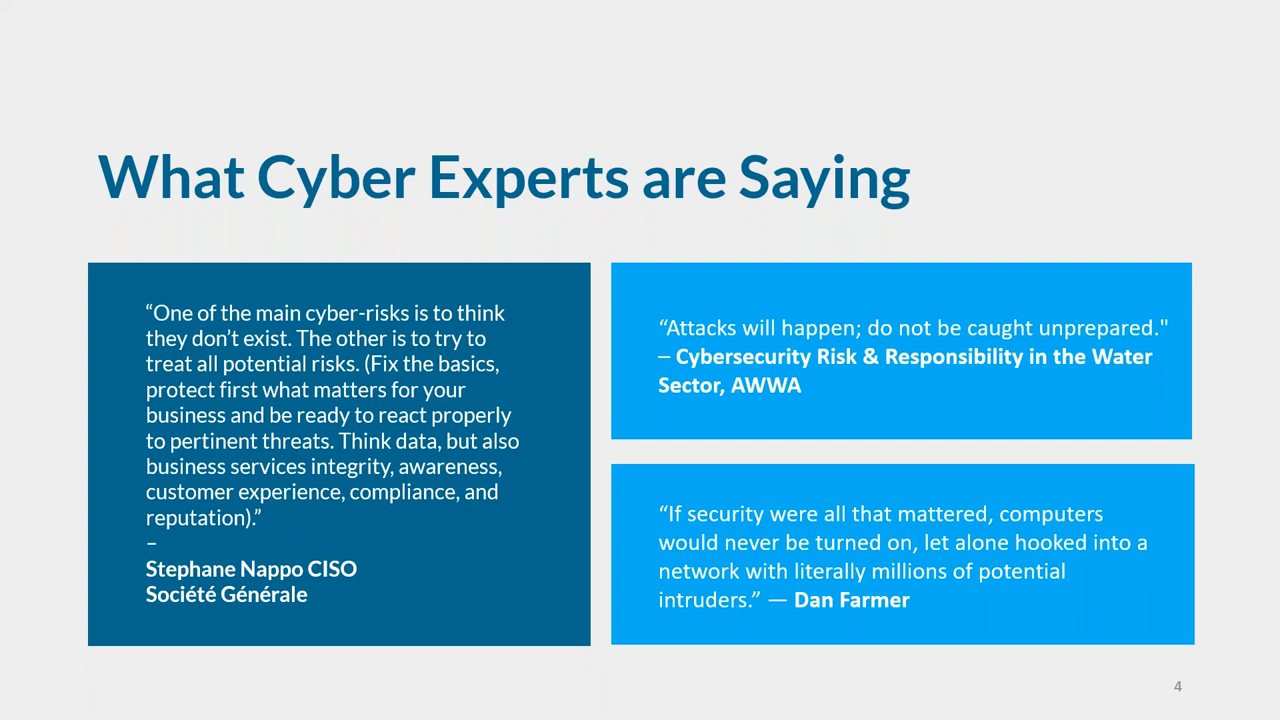 What Cyber Experts are Saying
“One of the main cyber-risks is to think
they don’t exist. The other is to try to
treat all potential risks. (Fix the basics,
protect first what matters for your
business and be ready to react properly
to pertinent threats. Think data, but also
business services integrity, awareness,
customer experience, compliance, and
reputation).”
–
Stephane Nappo CISO
Société Générale
“Attacks will happen; do not be caught unprepared."
– Cybersecurity Risk & Responsibility in the Water
Sector, AWWA
“If security were all that mattered, computers
would never be turned on, let alone hooked into a
network with literally millions of potential
intruders.” — Dan Farmer
4